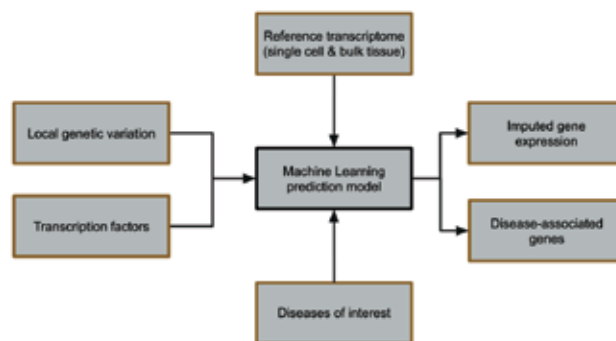 Reference transcriptome
(single cell & bulk tissue)
Local genetic variation
Transcription factors
Machine Learning
prediction model
Imputed gene
expression
Disease-associated
genes
Diseases of interest